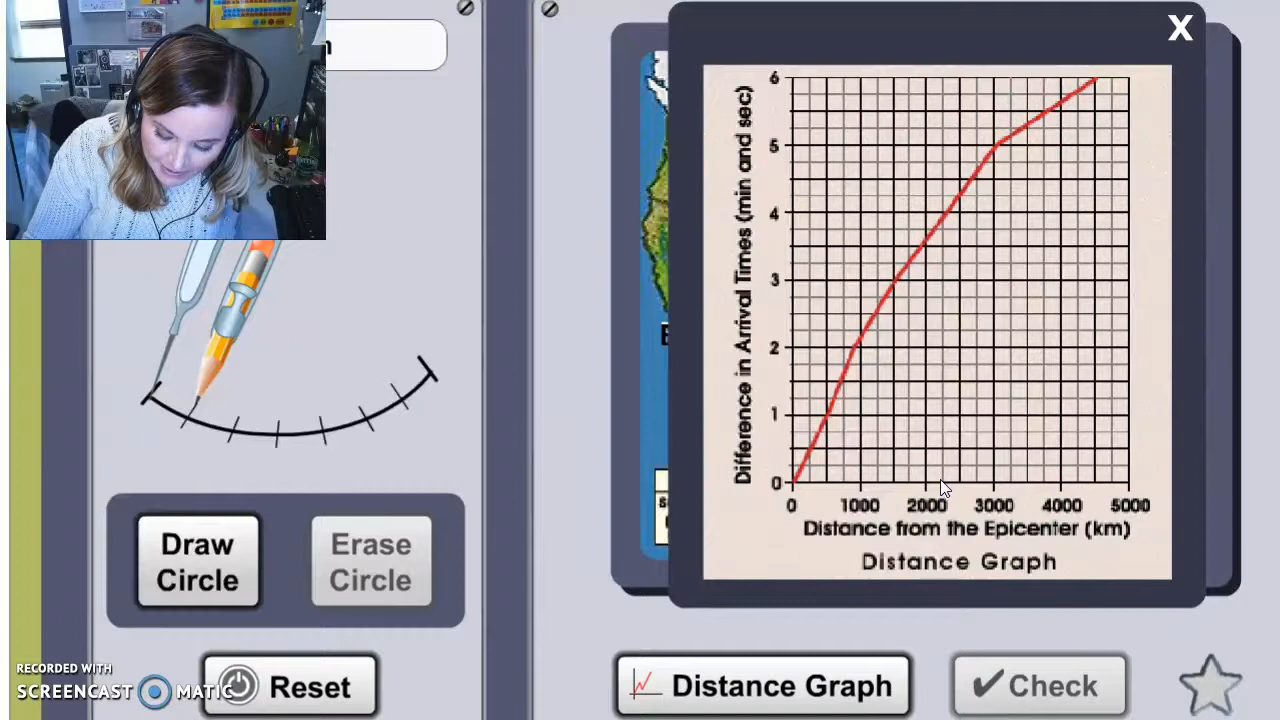 X
6
5
4
3
2
1
0
Difference in Arrival Times (min and sec)
0 1000 2000 3000 4000 5000
Distance from the Epicenter (km)
Distance Graph
Draw
Circle
Erase
Circle
Reset
Distance Graph
Check
RECORDED WITH
SCREENCAST MATIC